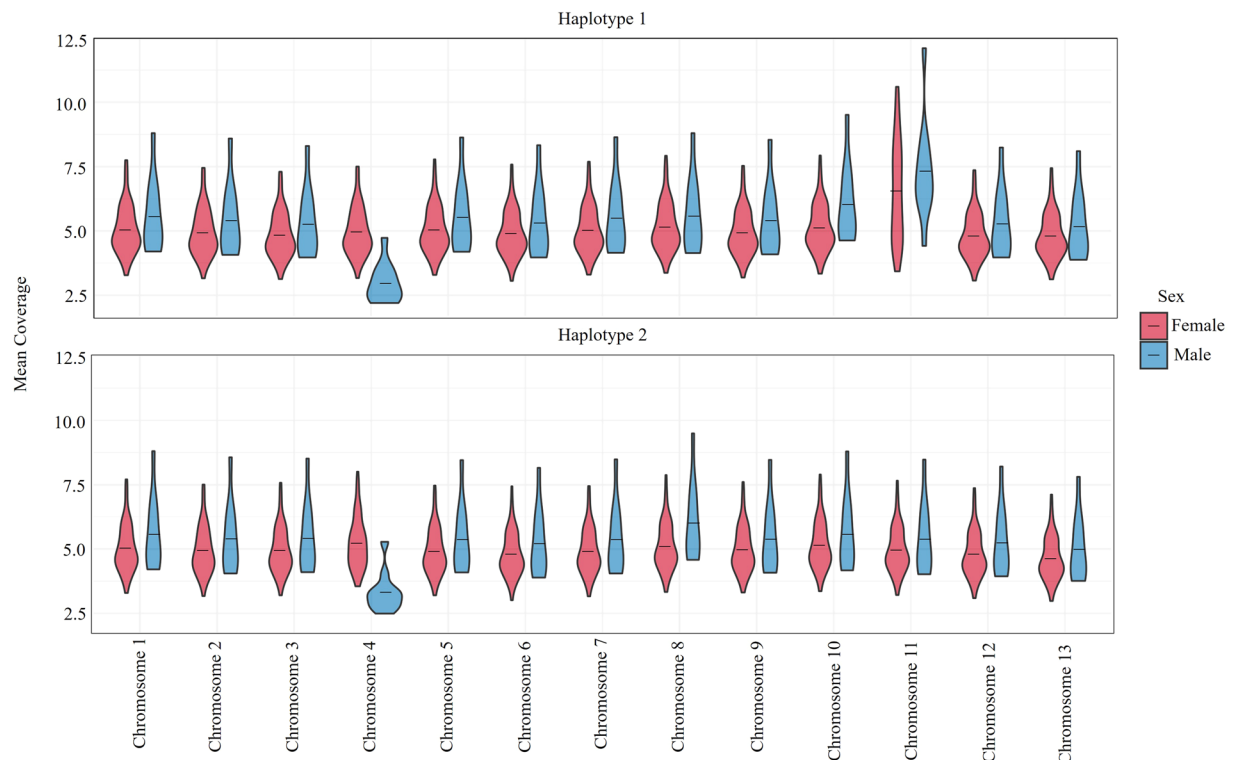 Haplotype 1
12.5
10.0
7.5
5.0
2.5
Haplotype 2
12.5
10.0
7.5
5.0
2.5
Mean Coverage
Chromosome 1
Chromosome 2
Chromosome 3
Chromosome 4
Chromosome 5
Chromosome 6
Chromosome 7
Chromosome 8
Chromosome 9
Chromosome 10
Chromosome 11
Chromosome 12
Chromosome 13
Sex
Female
Male